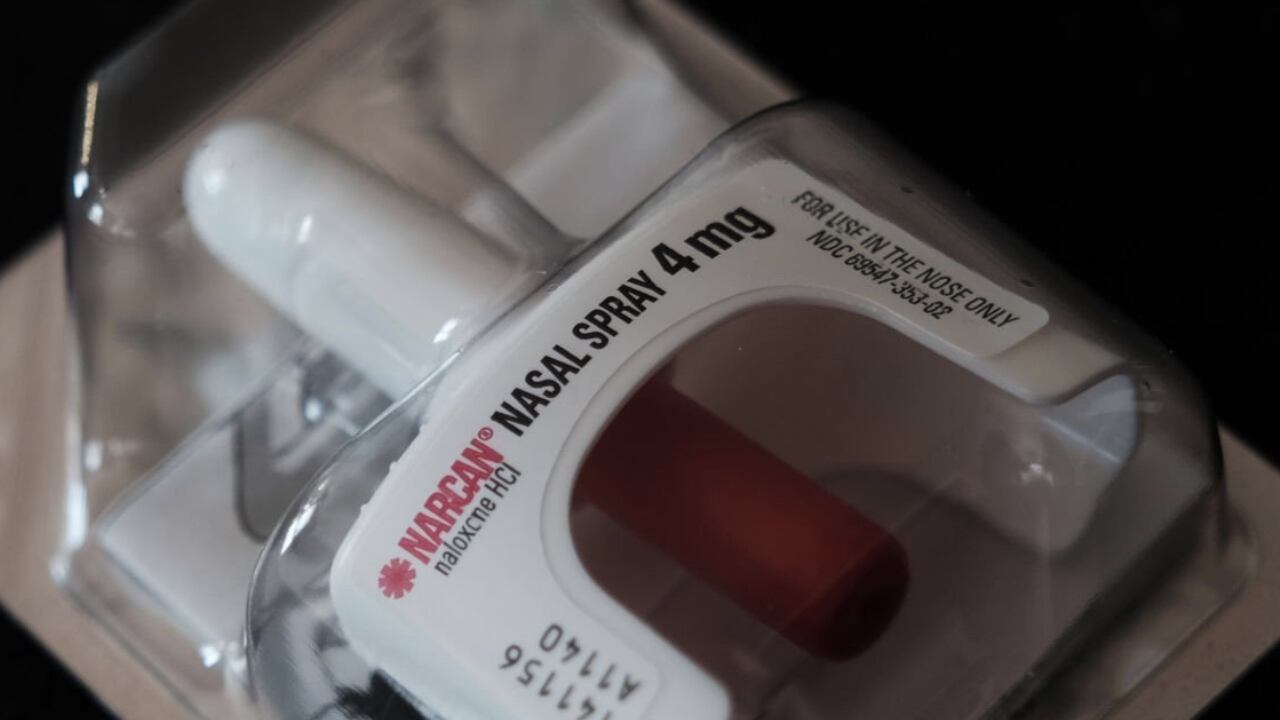 NARCAN® NASAL SPRAY 4 mg
naloxone HCl
FOR USE IN THE NOSE ONLY
NDC 69547-353-02
141156
A1140